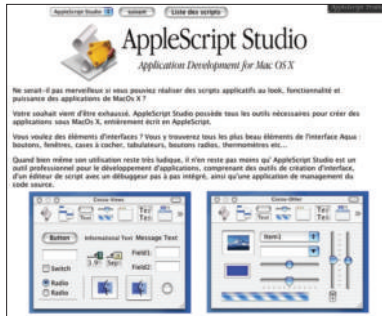 AppleScript Studio
suivant
Liste des scripts
AppleScript Studio
AppleScript Studio
Application Development for Mac OS X
Ne serait-il pas merveilleux si vous pouviez réaliser des scripts applicatifs au look, fonctionnalité et
puissance des applications de MacOs X ?
Votre souhait vient d'être exhaussé. AppleScript Studio possède tous les outils nécessaires pour créer des
applications sous MacOs X, entièrement écrit en AppleScript.
Vous voulez des éléments d'interfaces ? Vous y trouverez tous les plus beau éléments de l'interface Aqua :
boutons, fenêtres, cases à cocher, tabulateurs, boutons radios, thermomètres etc...
Quand bien même son utilisation reste très ludique, il n'en reste pas moins qu' AppleScript Studio est un
outil professionnel pour le développement d'applications, comprenant des outils de création d'interface,
d'un éditeur de script avec un débuggeur pas à pas intégré, ainsi qu'une application de management du
code source.
Cocoa-Views
Cocoa-Other
Text
Button
Informational Text
Message Text
Item1
3.9
Sep
Field1:
Switch
Field2:
Radio
Radio